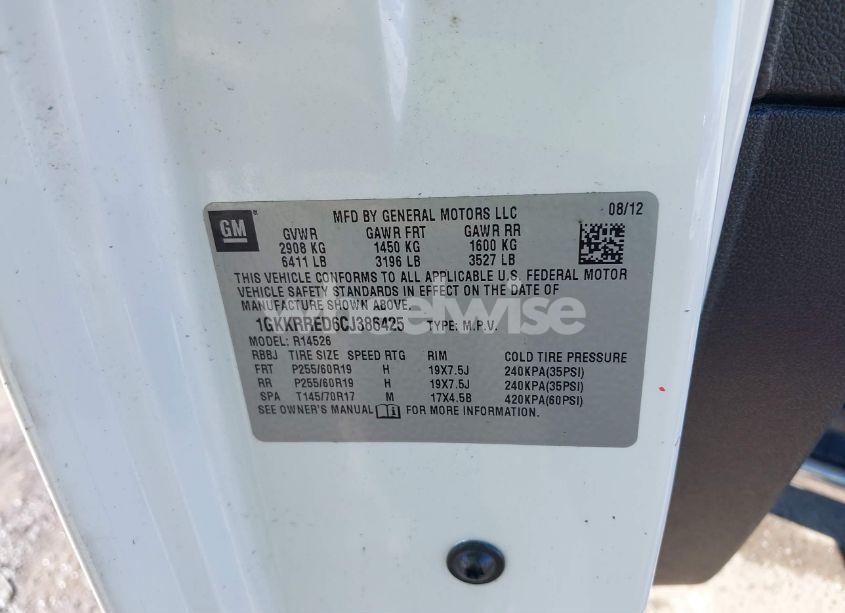 GM MFD BY GENERAL MOTORS LLC 08/12
GVWR GAWR FRT GAWR RR
2908 KG 1450 KG 1600 KG
6411 LB 3196 LB 3527 LB
THIS VEHICLE CONFORMS TO ALL APPLICABLE U.S. FEDERAL MOTOR
VEHICLE SAFETY STANDARDS IN EFFECT ON THE DATE OF
MANUFACTURE SHOWN ABOVE.
wheelwise
1GKKRRED6CJ386425 TYPE: M.P.V.
MODEL: R14526
RBBJ TIRE SIZE SPEED RTG RIM COLD TIRE PRESSURE
FRT P255/60R19 H 19X7.5J 240KPA(35PSI)
RR P255/60R19 H 19X7.5J 240KPA(35PSI)
SPA T145/70R17 M 17X4.5B 420KPA(60PSI)
SEE OWNER'S MANUAL FOR MORE INFORMATION.